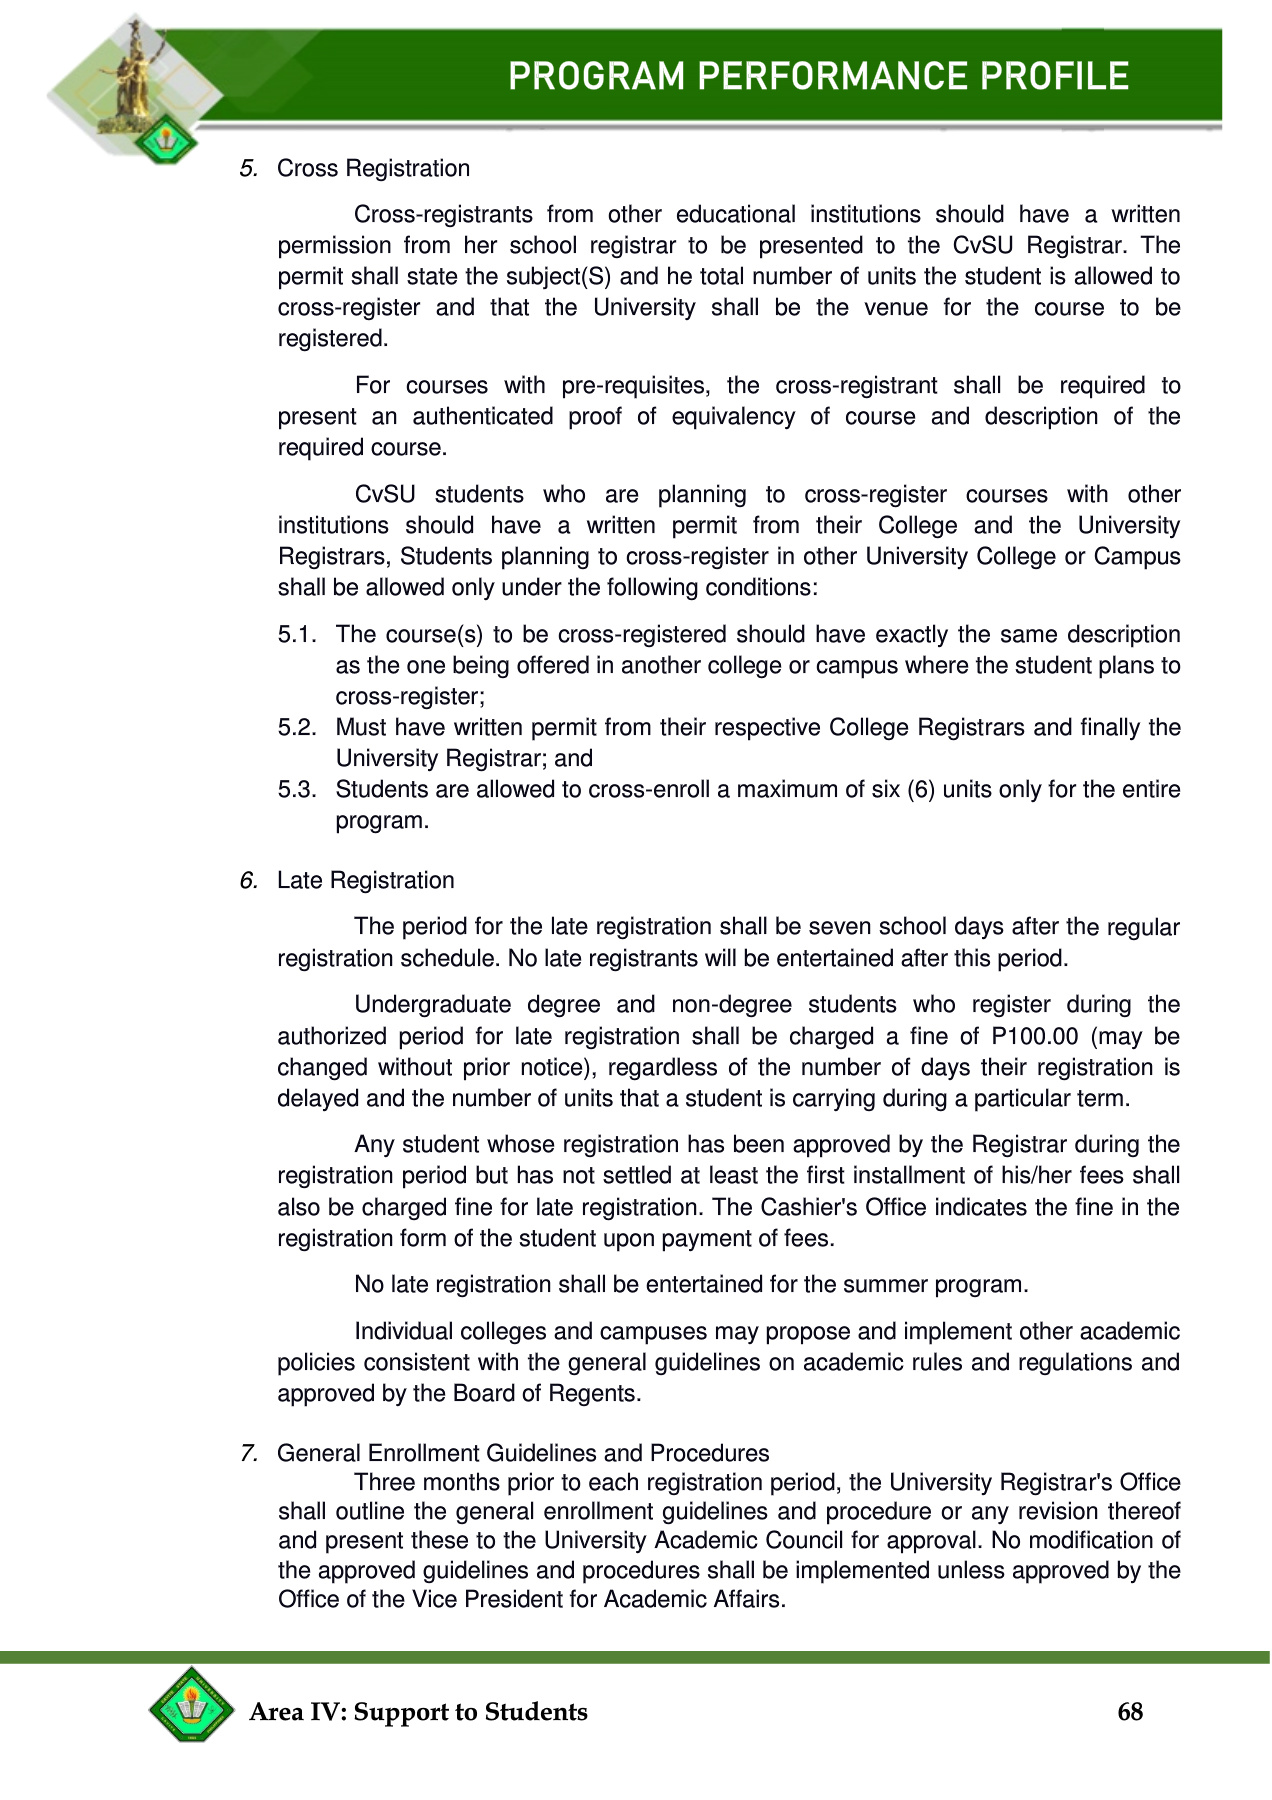 PROGRAM PERFORMANCE PROFILE
5. Cross Registration
Cross-registrants from other educational institutions should have a written
permission from her school registrar to be presented to the CvSU Registrar. The
permit shall state the subject(S) and he total number of units the student is allowed to
cross-register and that the University shall be the venue for the course to be
registered.
For courses with pre-requisites, the cross-registrant shall be required to
present an authenticated proof of equivalency of course and description of the
required course.
CvSU students who are planning to cross-register courses with other
institutions should have a written permit from their College and the University
Registrars, Students planning to cross-register in other University College or Campus
shall be allowed only under the following conditions:
5.1. The course(s) to be cross-registered should have exactly the same description
as the one being offered in another college or campus where the student plans to
cross-register;
5.2. Must have written permit from their respective College Registrars and finally the
University Registrar; and
5.3. Students are allowed to cross-enroll a maximum of six (6) units only for the entire
program.
6. Late Registration
The period for the late registration shall be seven school days after the regular
registration schedule. No late registrants will be entertained after this period.
Undergraduate degree and non-degree students who register during the
authorized period for late registration shall be charged a fine of P100.00 (may be
changed without prior notice), regardless of the number of days their registration is
delayed and the number of units that a student is carrying during a particular term.
Any student whose registration has been approved by the Registrar during the
registration period but has not settled at least the first installment of his/her fees shall
also be charged fine for late registration. The Cashier's Office indicates the fine in the
registration form of the student upon payment of fees.
No late registration shall be entertained for the summer program.
Individual colleges and campuses may propose and implement other academic
policies consistent with the general guidelines on academic rules and regulations and
approved by the Board of Regents.
7. General Enrollment Guidelines and Procedures
Three months prior to each registration period, the University Registrar's Office
shall outline the general enrollment guidelines and procedure or any revision thereof
and present these to the University Academic Council for approval. No modification of
the approved guidelines and procedures shall be implemented unless approved by the
Office of the Vice President for Academic Affairs.
Area IV: Support to Students 68